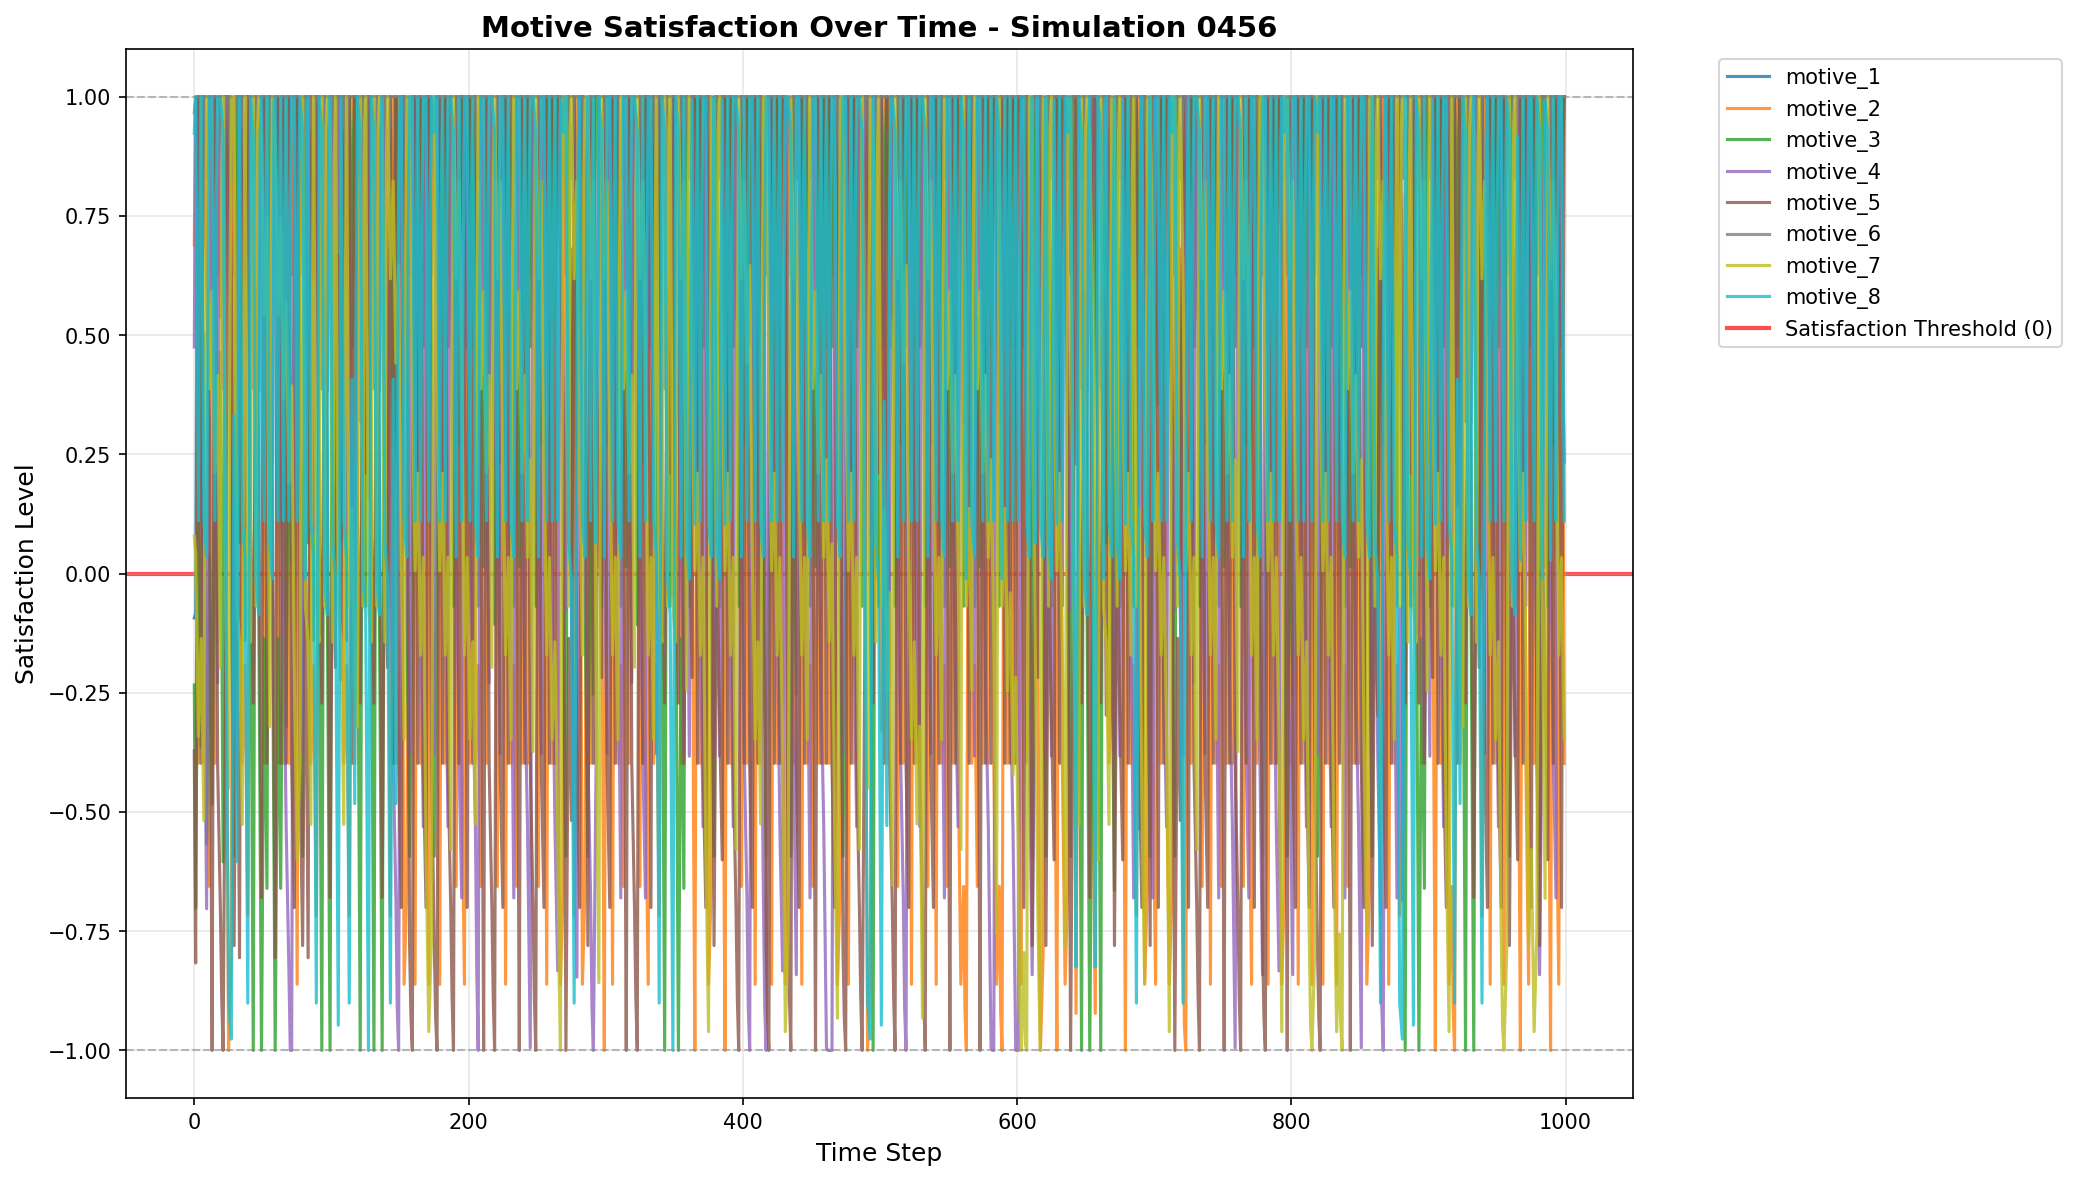 Motive Satisfaction Over Time - Simulation 0456
1.00
0.75
0.50
0.25
0.00
−0.25
−0.50
−0.75
−1.00
Satisfaction Level
0 200 400 600 800 1000
Time Step
motive_1
motive_2
motive_3
motive_4
motive_5
motive_6
motive_7
motive_8
Satisfaction Threshold (0)